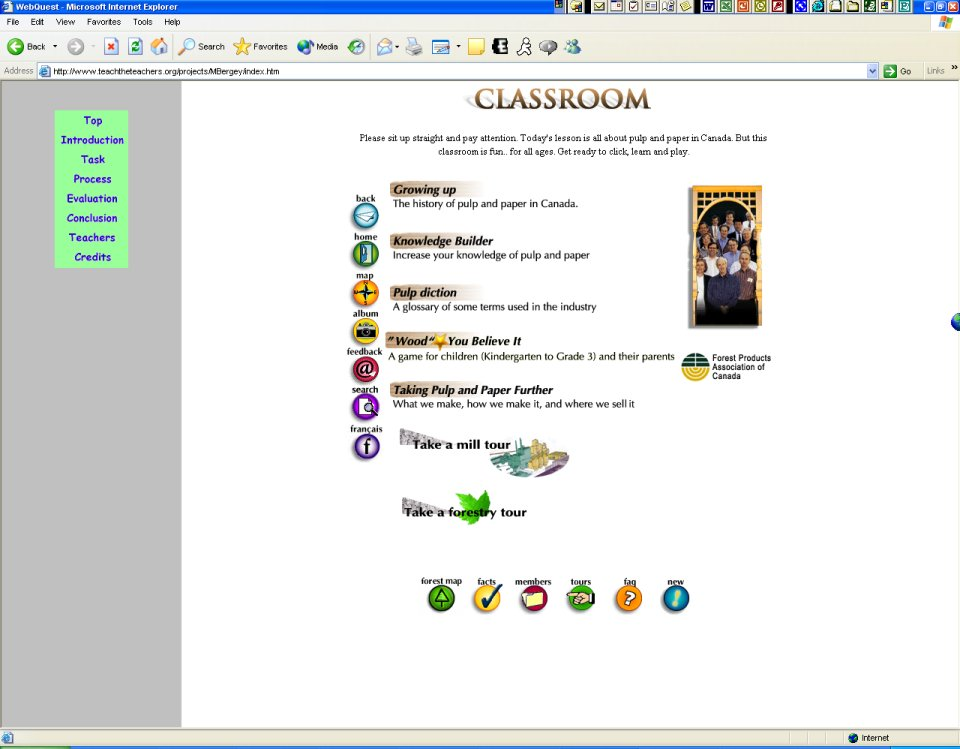 WebQuest - Microsoft Internet Explorer
File Edit View Favorites Tools Help
Back Search Favorites Media
Address http://www.teachtheteachers.org/projects/MBergey/index.htm Go Links »
Top
Introduction
Task
Process
Evaluation
Conclusion
Teachers
Credits
CLASSROOM
Please sit up straight and pay attention. Today's lesson is all about pulp and paper in Canada. But this
classroom is fun.. for all ages. Get ready to click, learn and play.
back
home
map
album
feedback
@
search
français
f
Growing up
The history of pulp and paper in Canada.
Knowledge Builder
Increase your knowledge of pulp and paper
Pulp diction
A glossary of some terms used in the industry
"Wood" You Believe It
A game for children (Kindergarten to Grade 3) and their parents
Taking Pulp and Paper Further
What we make, how we make it, and where we sell it
Forest Products
Association of
Canada
Take a mill tour
Take a forestry tour
forest map facts members tours faq new
Internet